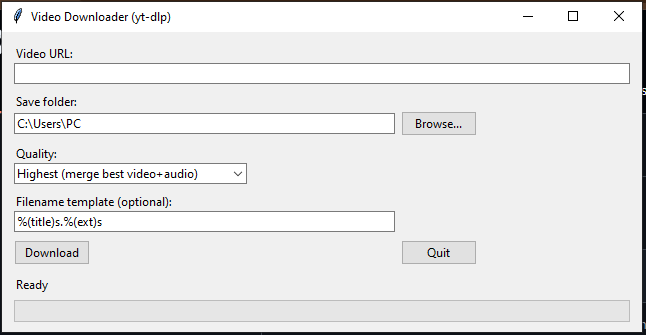 Video Downloader (yt-dlp)
Video URL:
Save folder:
C:\Users\PC
Browse...
Quality:
Highest (merge best video+audio)
Filename template (optional):
%(title)s.%(ext)s
Download
Quit
Ready